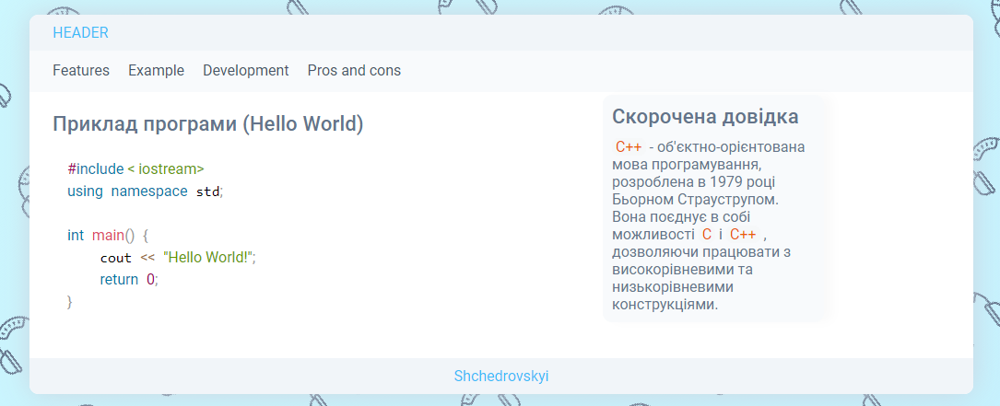 HEADER
Features Example Development Pros and cons
Приклад програми (Hello World)
#include < iostream>
using namespace std;
int main() {
cout << "Hello World!";
return 0;
}
Скорочена довідка
C++ - об'єктно-орієнтована
мова програмування,
розроблена в 1979 році
Бьорном Страуструпом.
Вона поєднує в собі
можливості C і C++ ,
дозволяючи працювати з
високорівневими та
низькорівневими
конструкціями.
Shchedrovskyi